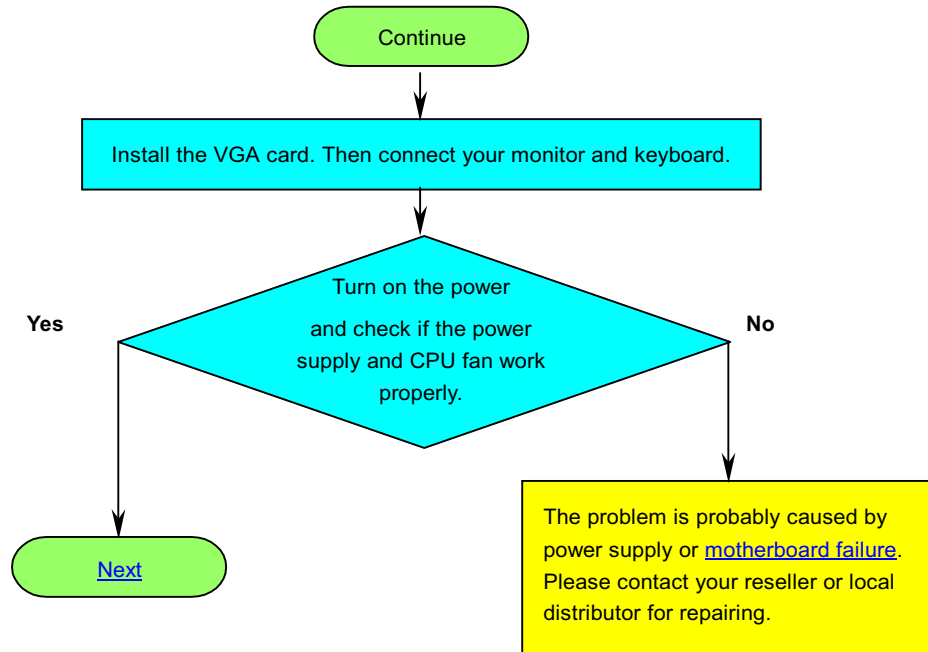 Continue
Install the VGA card. Then connect your monitor and keyboard.
Turn on the power
and check if the power
supply and CPU fan work
properly.
Yes
No
Next
The problem is probably caused by
power supply or motherboard failure.
Please contact your reseller or local
distributor for repairing.